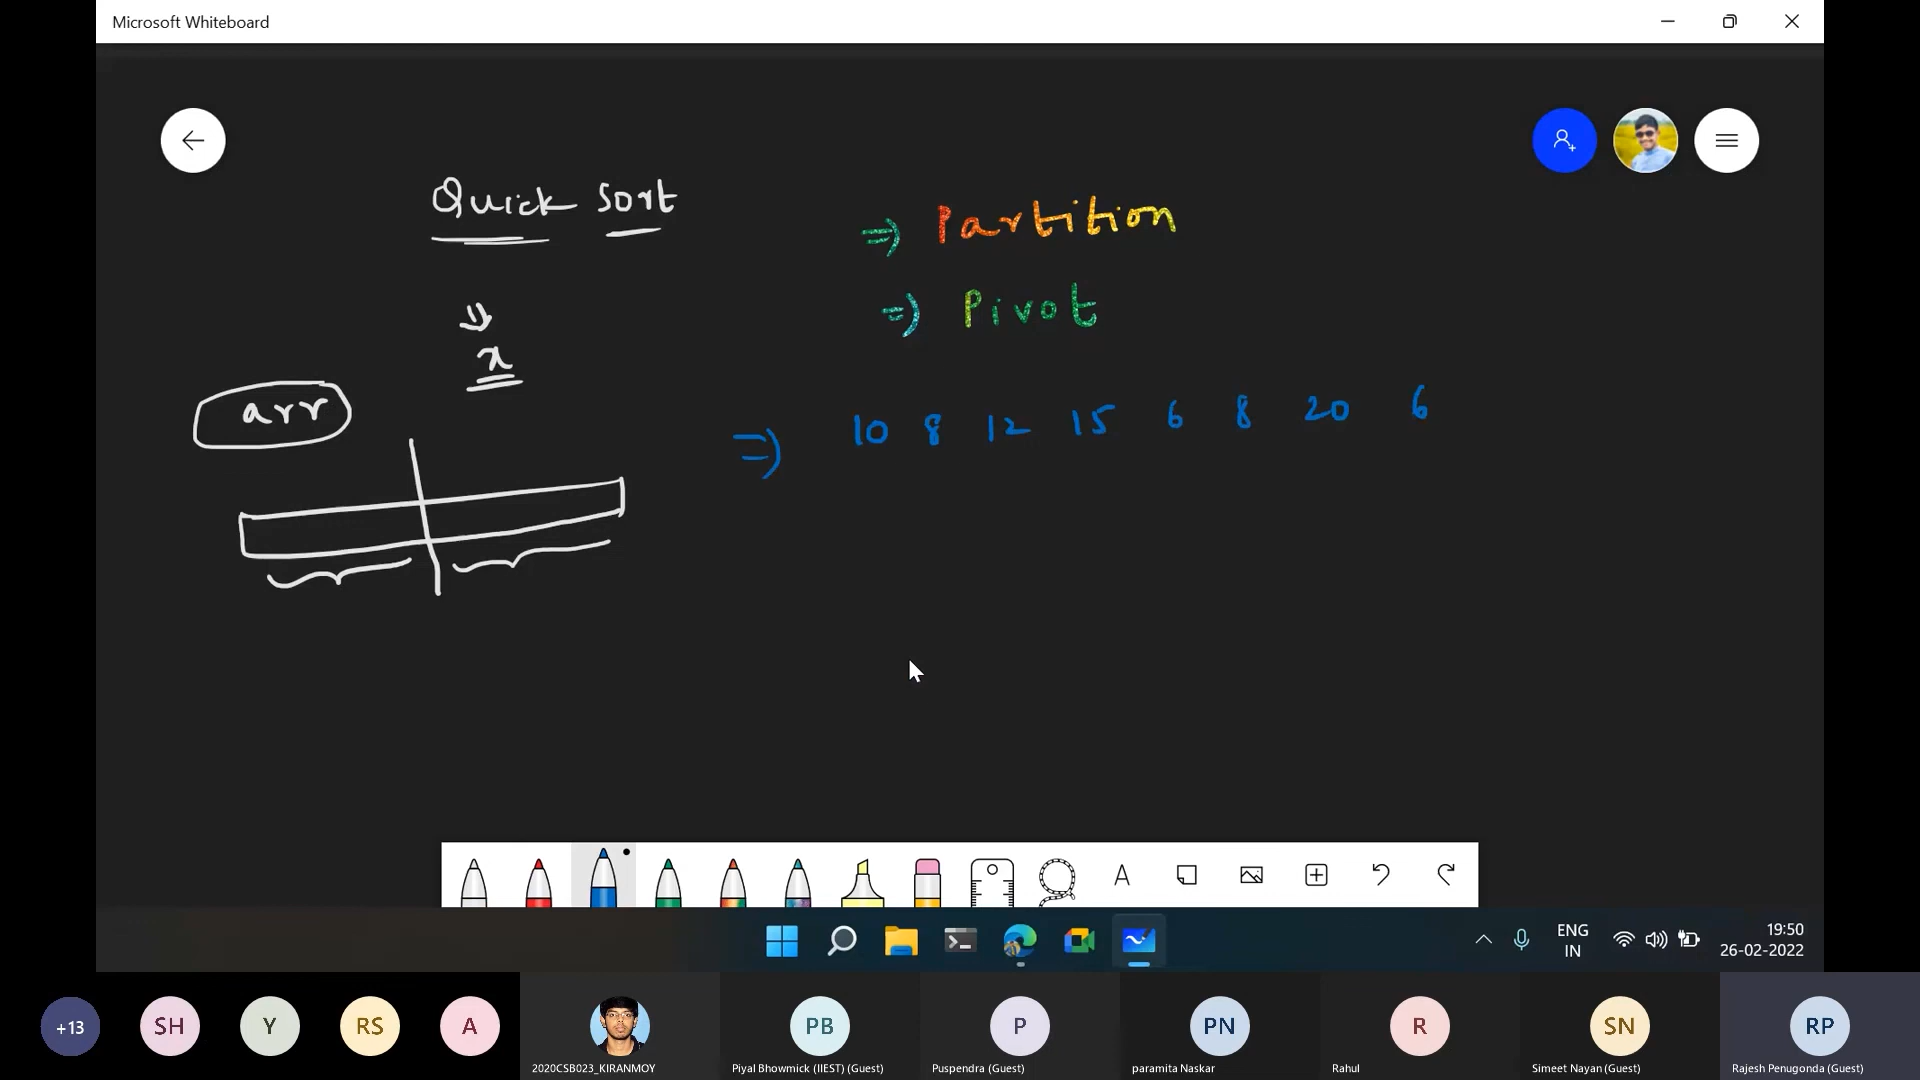 Microsoft Whiteboard
Quick Sort
⇒ Partition
⇒ Pivot
x
arr
⇒ 10 8 12 15 6 8 20 6
A
ENG
IN
19:50
26-02-2022
+13
SH
Y
RS
A
2020CSB023_KIRANMOY
PB
Piyal Bhowmick (IIEST) (Guest)
P
Puspendra (Guest)
PN
paramita Naskar
R
Rahul
SN
Simeet Nayan (Guest)
RP
Rajesh Penugonda (Guest)